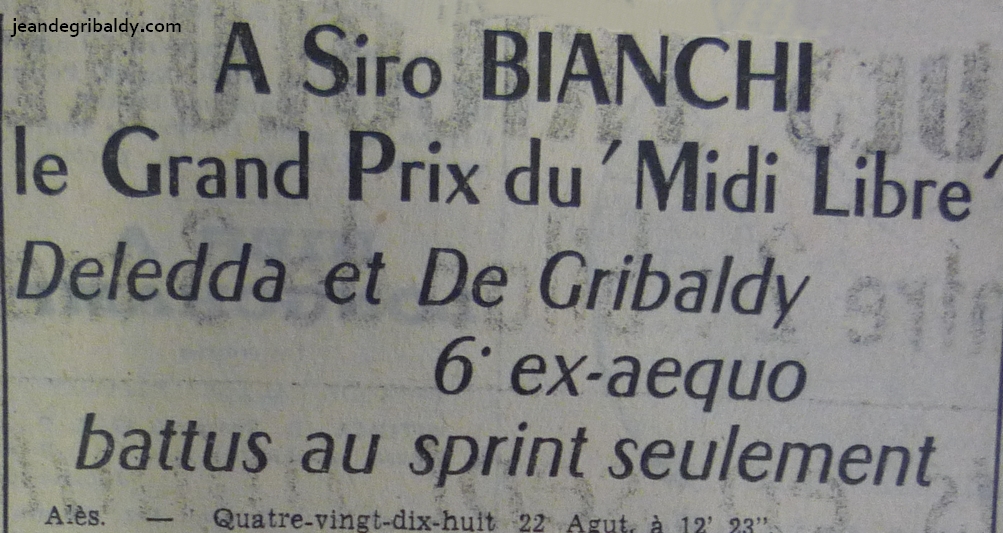 jeandegribaldy.com
A Siro BIANCHI
le Grand Prix du ′Midi Libre′
Deledda et De Gribaldy
6e ex-aequo
battus au sprint seulement
Alès. — Quatre-vingt-dix-huit 22 Agut, à 12' 23"